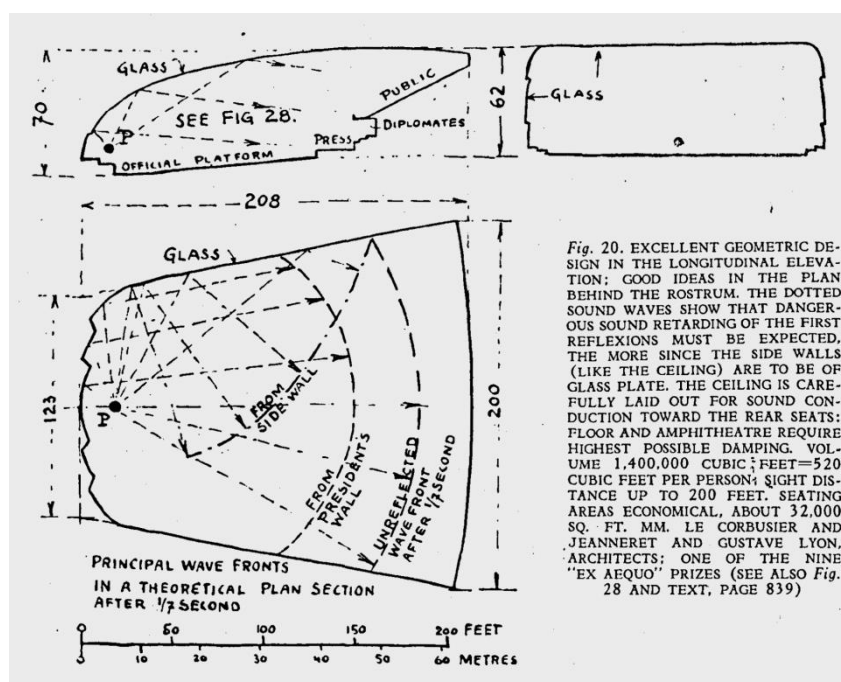 GLASS
PUBLIC
70
SEE FIG 28.
P
DIPLOMATES
PRESS
OFFICIAL PLATFORM
62
GLASS
208
GLASS
123
P
FROM
SIDE WALL
FROM
PRESIDENTS
WALL
UNREFLECTED
WAVE FRONT
AFTER 1/7 SECOND
200
PRINCIPAL WAVE FRONTS
IN A THEORETICAL PLAN SECTION
AFTER 1/7 SECOND
0 50 100 150 200 FEET
0 10 20 30 40 50 60 METRES
Fig. 20. EXCELLENT GEOMETRIC DE-
SIGN IN THE LONGITUDINAL ELEVA-
TION; GOOD IDEAS IN THE PLAN
BEHIND THE ROSTRUM. THE DOTTED
SOUND WAVES SHOW THAT DANGER-
OUS SOUND RETARDING OF THE FIRST
REFLEXIONS MUST BE EXPECTED,
THE MORE SINCE THE SIDE WALLS
(LIKE THE CEILING) ARE TO BE OF
GLASS PLATE. THE CEILING IS CARE-
FULLY LAID OUT FOR SOUND CON-
DUCTION TOWARD THE REAR SEATS:
FLOOR AND AMPHITHEATRE REQUIRE
HIGHEST POSSIBLE DAMPING. VOL-
UME 1,400,000 CUBIC FEET=520
CUBIC FEET PER PERSON; SIGHT DIS-
TANCE UP TO 200 FEET. SEATING
AREAS ECONOMICAL, ABOUT 32,000
SQ. FT. MM. LE CORBUSIER AND
JEANNERET AND GUSTAVE LYON,
ARCHITECTS; ONE OF THE NINE
"EX AEQUO" PRIZES (SEE ALSO Fig.
28 AND TEXT, PAGE 839)